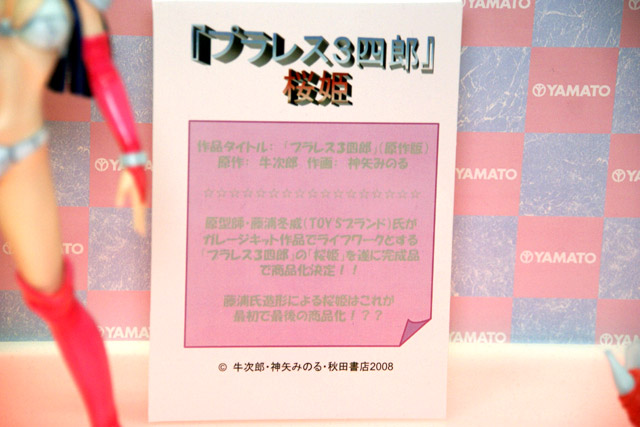 『プラレス3四郎』
桜姫
作品タイトル：「プラレス3四郎」（原作版）
原作： 牛次郎 作画： 神矢みのる
☆☆☆☆☆☆☆☆☆☆☆☆☆☆☆☆☆☆☆☆
原型師・藤浦冬威（TOYSブランド）氏が
ガレージキット作品でライフワークとする
「プラレス3四郎」の「桜姫」を遂に完成品
で商品化決定！！
藤浦氏造形による桜姫はこれが
最初で最後の商品化！？？
© 牛次郎・神矢みのる・秋田書店2008
YAMATO
YAMATO
YAMATO
YAMATO
YAMATO
YAMATO
YAMATO
YAMATO